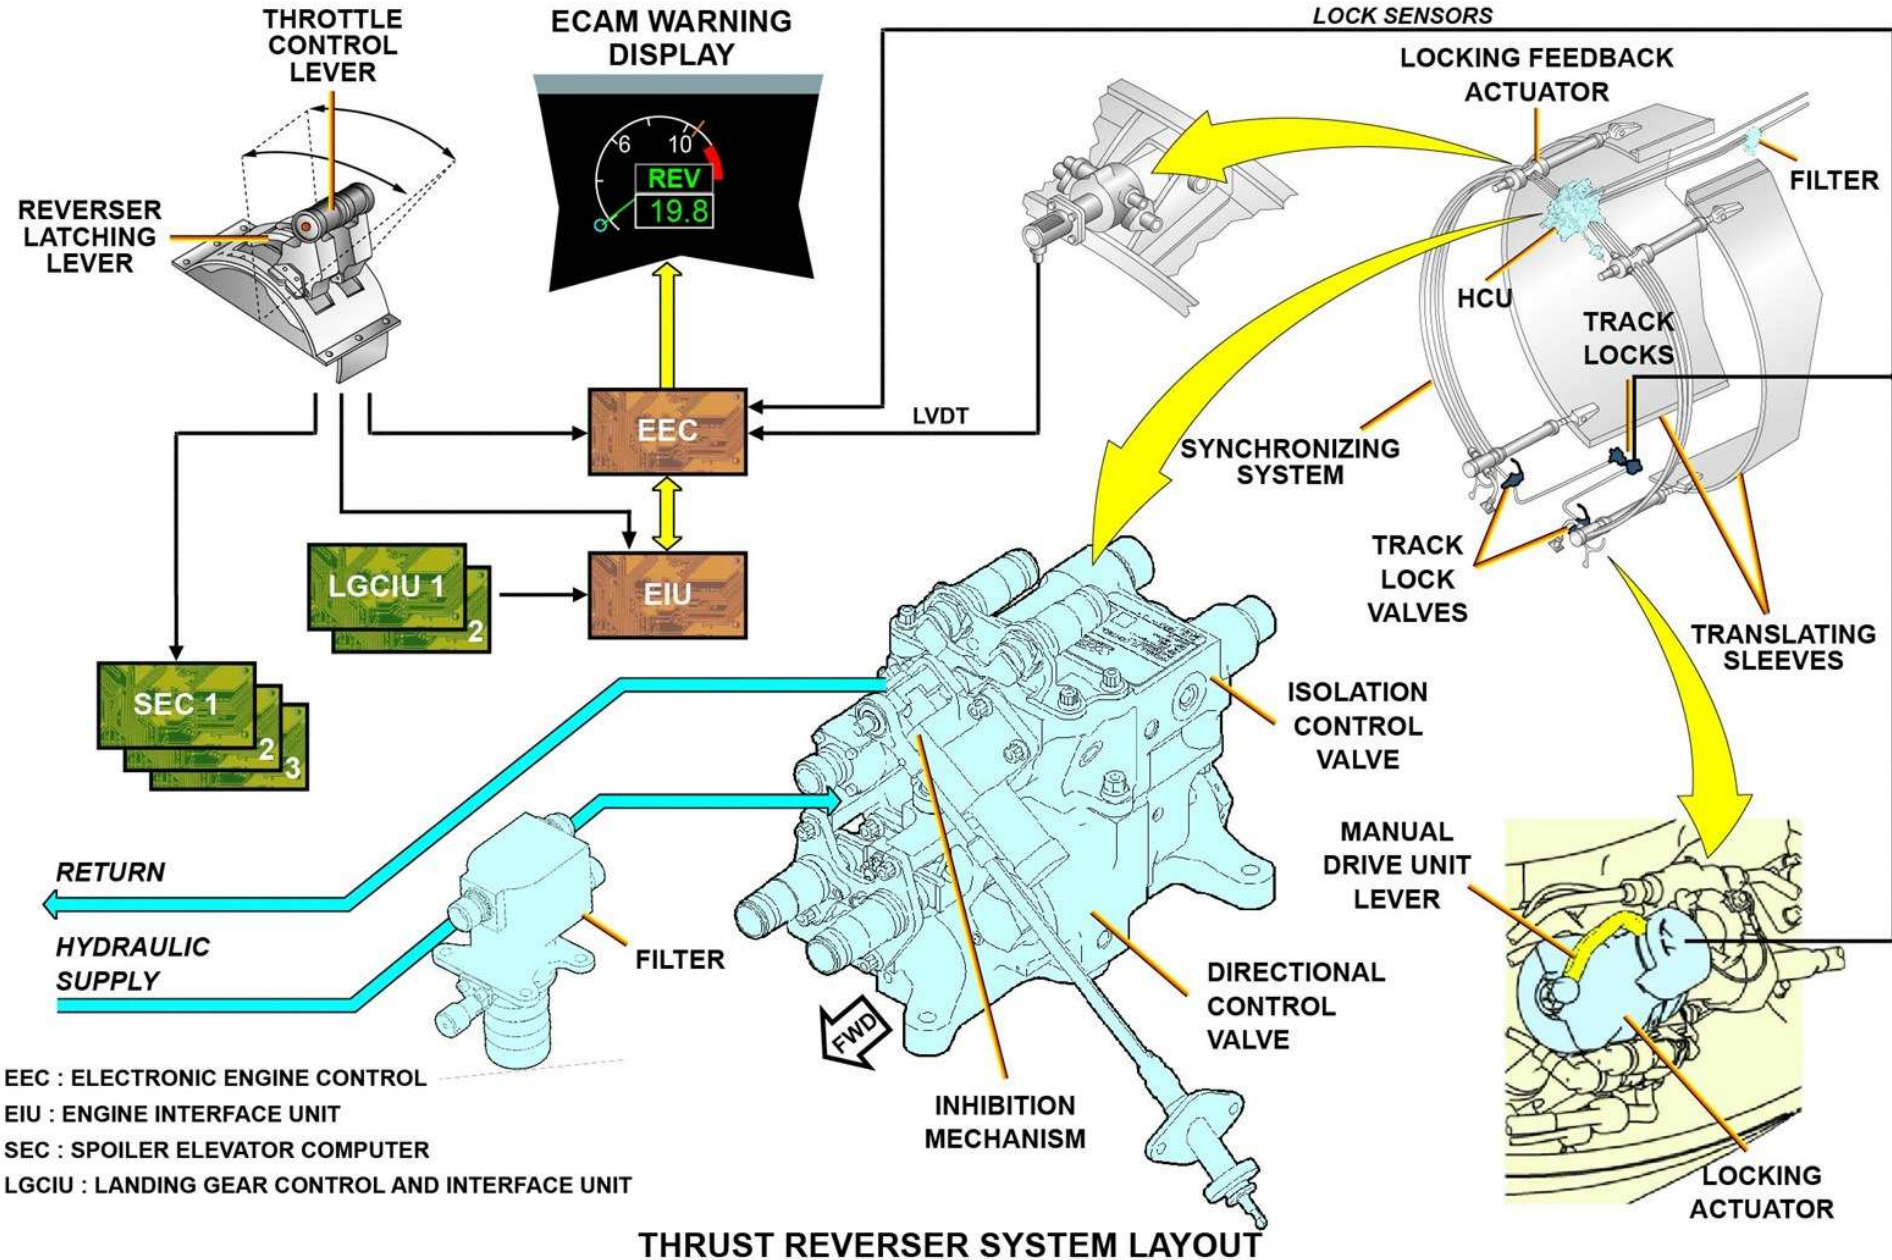 THROTTLE
CONTROL
LEVER
ECAM WARNING
DISPLAY
LOCK SENSORS
LOCKING FEEDBACK
ACTUATOR
6
10
REV
19.8
FILTER
REVERSER
LATCHING
LEVER
HCU
TRACK
LOCKS
EEC
LVDT
SYNCHRONIZING
SYSTEM
LGCIU 1
2
EIU
TRACK
LOCK
VALVES
TRANSLATING
SLEEVES
SEC 1
2
3
ISOLATION
CONTROL
VALVE
MANUAL
DRIVE UNIT
LEVER
RETURN
HYDRAULIC
SUPPLY
FILTER
DIRECTIONAL
CONTROL
VALVE
FWD
INHIBITION
MECHANISM
LOCKING
ACTUATOR
EEC : ELECTRONIC ENGINE CONTROL
EIU : ENGINE INTERFACE UNIT
SEC : SPOILER ELEVATOR COMPUTER
LGCIU : LANDING GEAR CONTROL AND INTERFACE UNIT
THRUST REVERSER SYSTEM LAYOUT